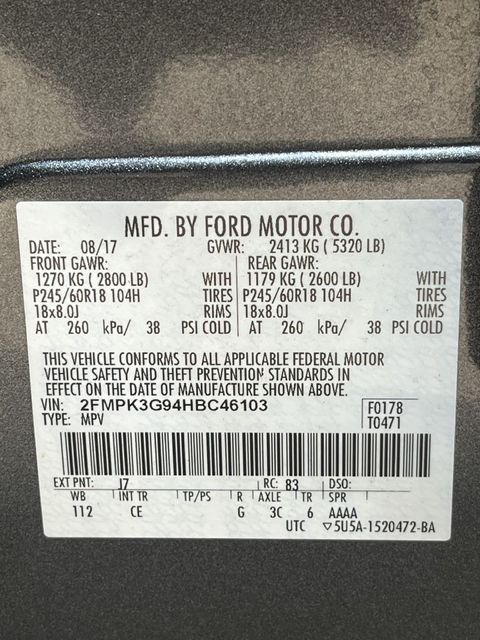 MFD. BY FORD MOTOR CO.
DATE: 08/17 GVWR: 2413 KG ( 5320 LB)
FRONT GAWR: REAR GAWR:
1270 KG ( 2800 LB) WITH 1179 KG ( 2600 LB) WITH
P245/60R18 104H TIRES P245/60R18 104H TIRES
18x8.0J RIMS 18x8.0J RIMS
AT 260 kPa/ 38 PSI COLD AT 260 kPa/ 38 PSI COLD
THIS VEHICLE CONFORMS TO ALL APPLICABLE FEDERAL MOTOR
VEHICLE SAFETY AND THEFT PREVENTION STANDARDS IN
EFFECT ON THE DATE OF MANUFACTURE SHOWN ABOVE.
VIN: 2FMPK3G94HBC46103 F0178
TYPE: MPV T0471
EXT PNT: J7 RC: 83 DSO:
WB INT TR TP/PS R AXLE TR SPR
112 CE G 3C 6 AAAA
UTC ▽5U5A-1520472-BA